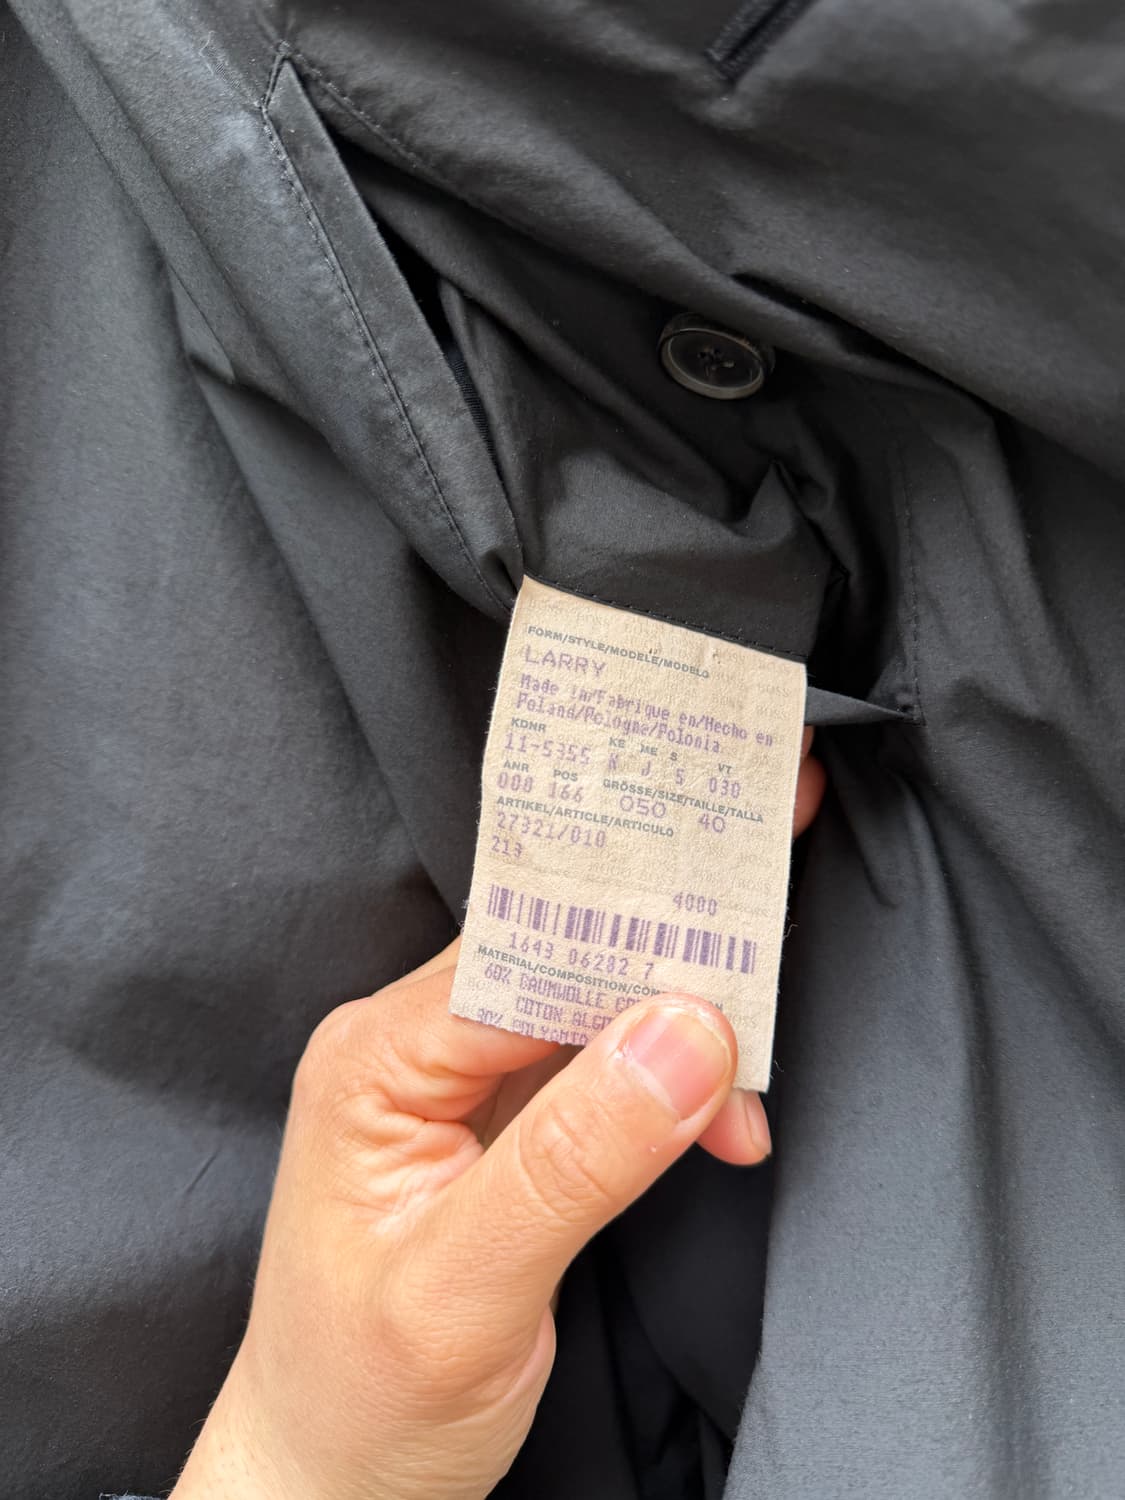 FORM/STYLE/MODELE/MODELO
LARRY
Made in/Fabrique en/Hecho en
Poland/Pologne/Polonia
KDNR KE ME S VT
11-5355 K J S 030
ANR POS GRÖSSE/SIZE/TAILLE/TALLA
000 166 050 40
ARTIKEL/ARTICLE/ARTICULO
27321/010
213
4000
1643 06282 7
MATERIAL/COMPOSITION/
60% BAUMWOLLE
COTON